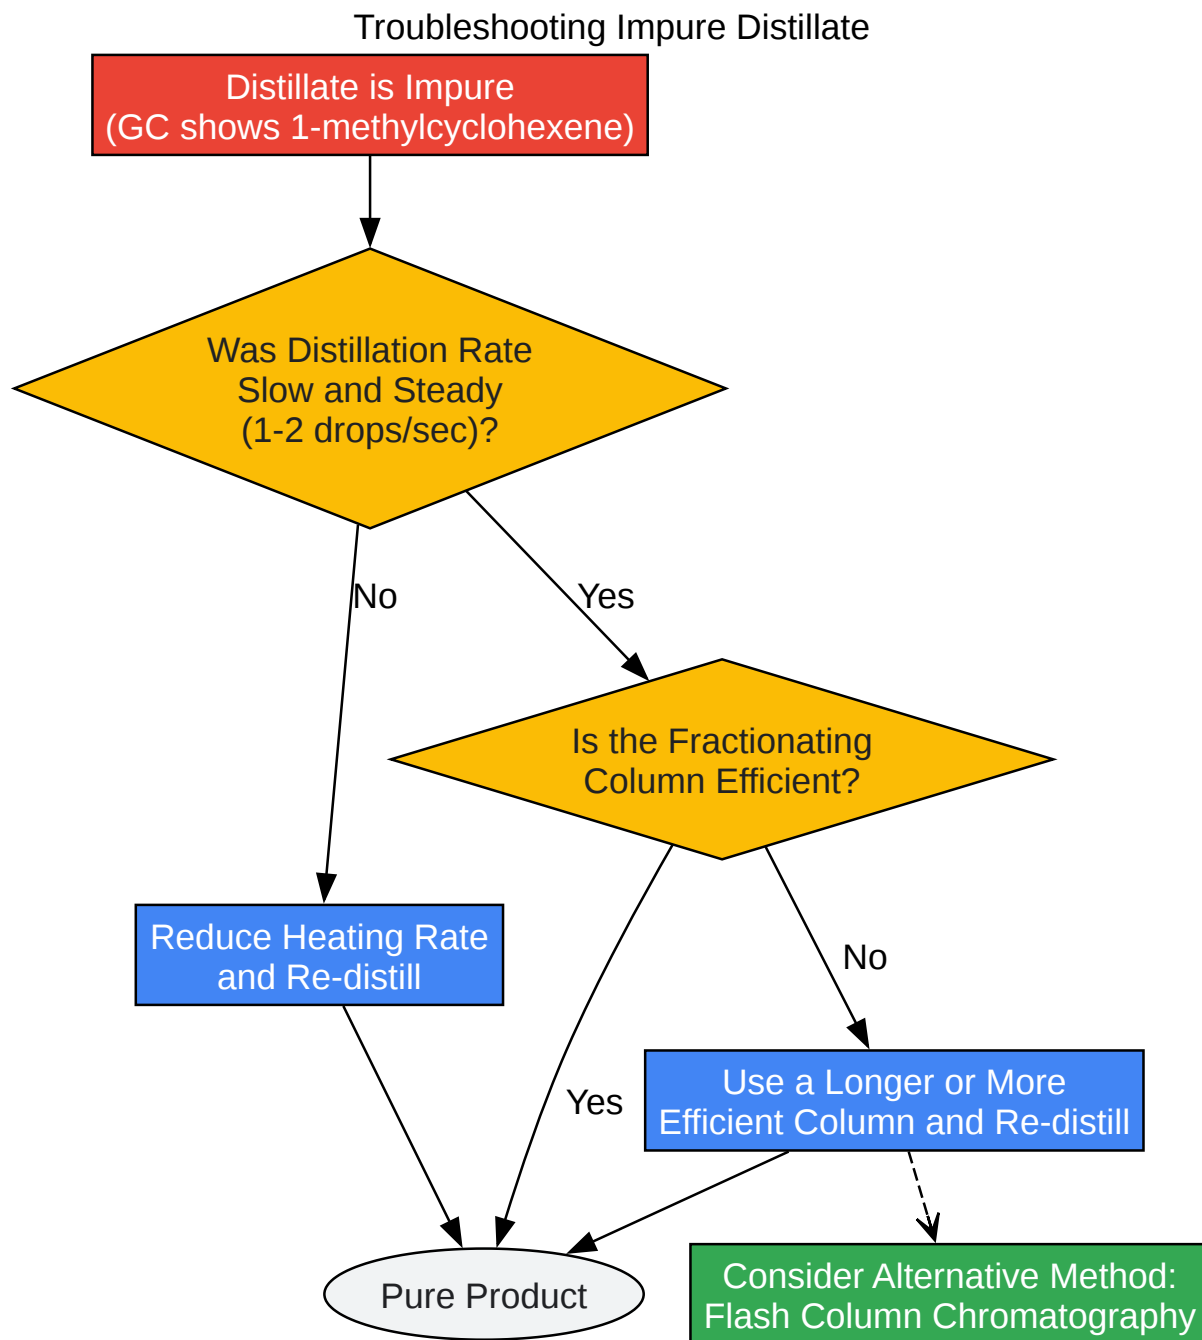 Troubleshooting Impure Distillate
Distillate is Impure
(GC shows 1-methylcyclohexene)
Was Distillation Rate
Slow and Steady
(1-2 drops/sec)?
No
Yes
Is the Fractionating
Column Efficient?
Reduce Heating Rate
and Re-distill
No
Yes
Use a Longer or More
Efficient Column and Re-distill
Pure Product
Consider Alternative Method:
Flash Column Chromatography